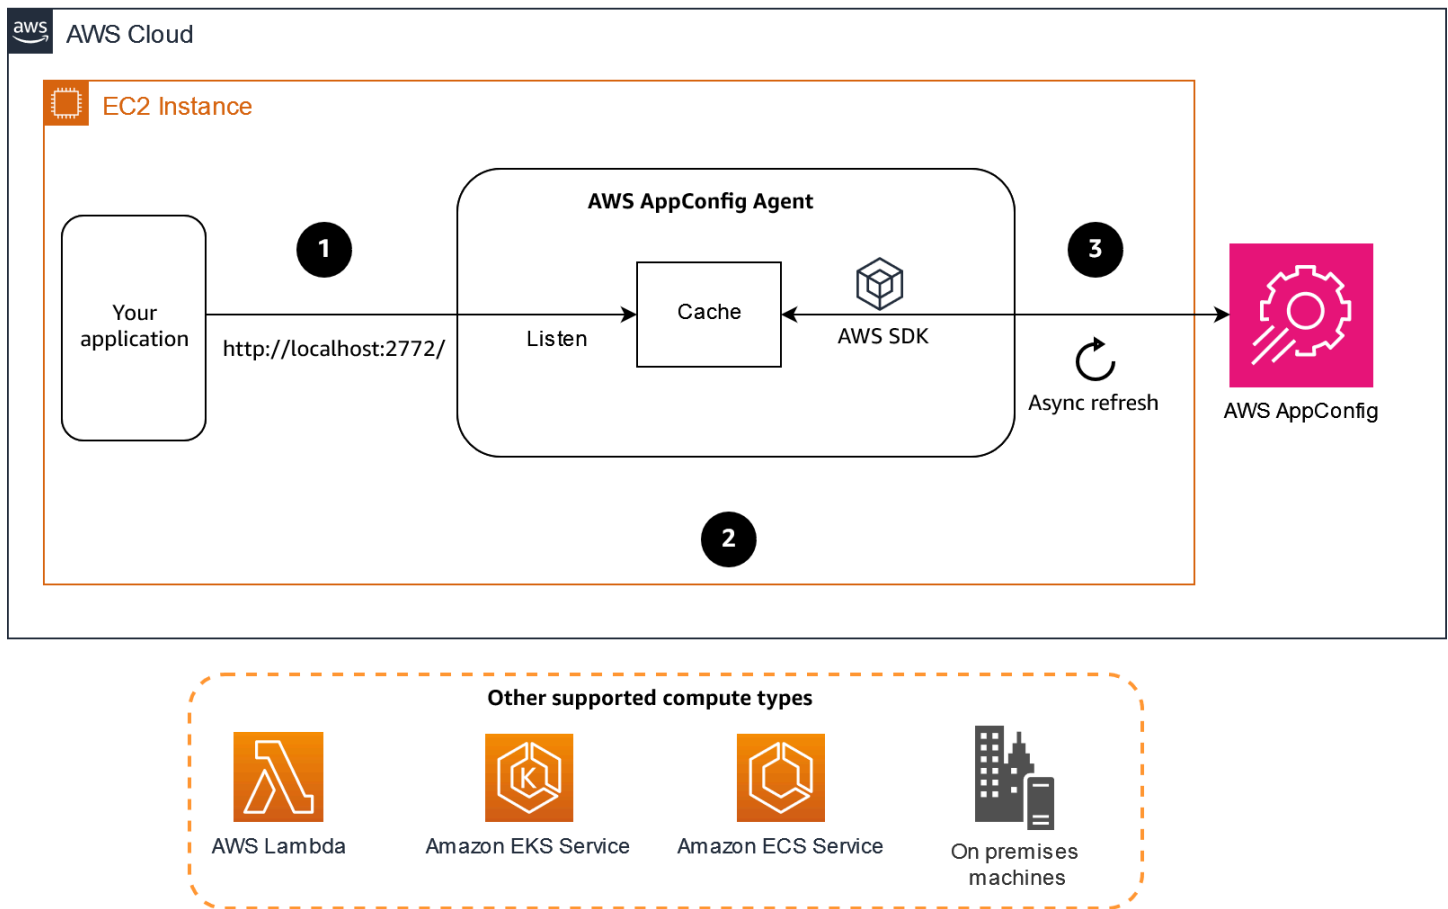 aws
AWS Cloud
EC2 Instance
AWS AppConfig Agent
1
3
Your
application
http://localhost:2772/
Listen
Cache
AWS SDK
Async refresh
AWS AppConfig
2
Other supported compute types
K
AWS Lambda
Amazon EKS Service
Amazon ECS Service
On premises
machines